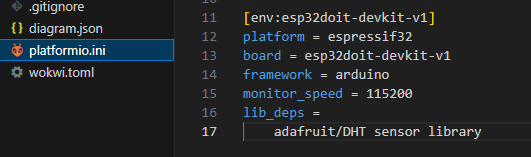 .gitignore
diagram.json
platformio.ini
wokwi.toml
11 [env:esp32doit-devkit-v1]
12 platform = espressif32
13 board = esp32doit-devkit-v1
14 framework = arduino
15 monitor_speed = 115200
16 lib_deps =
17 adafruit/DHT sensor library